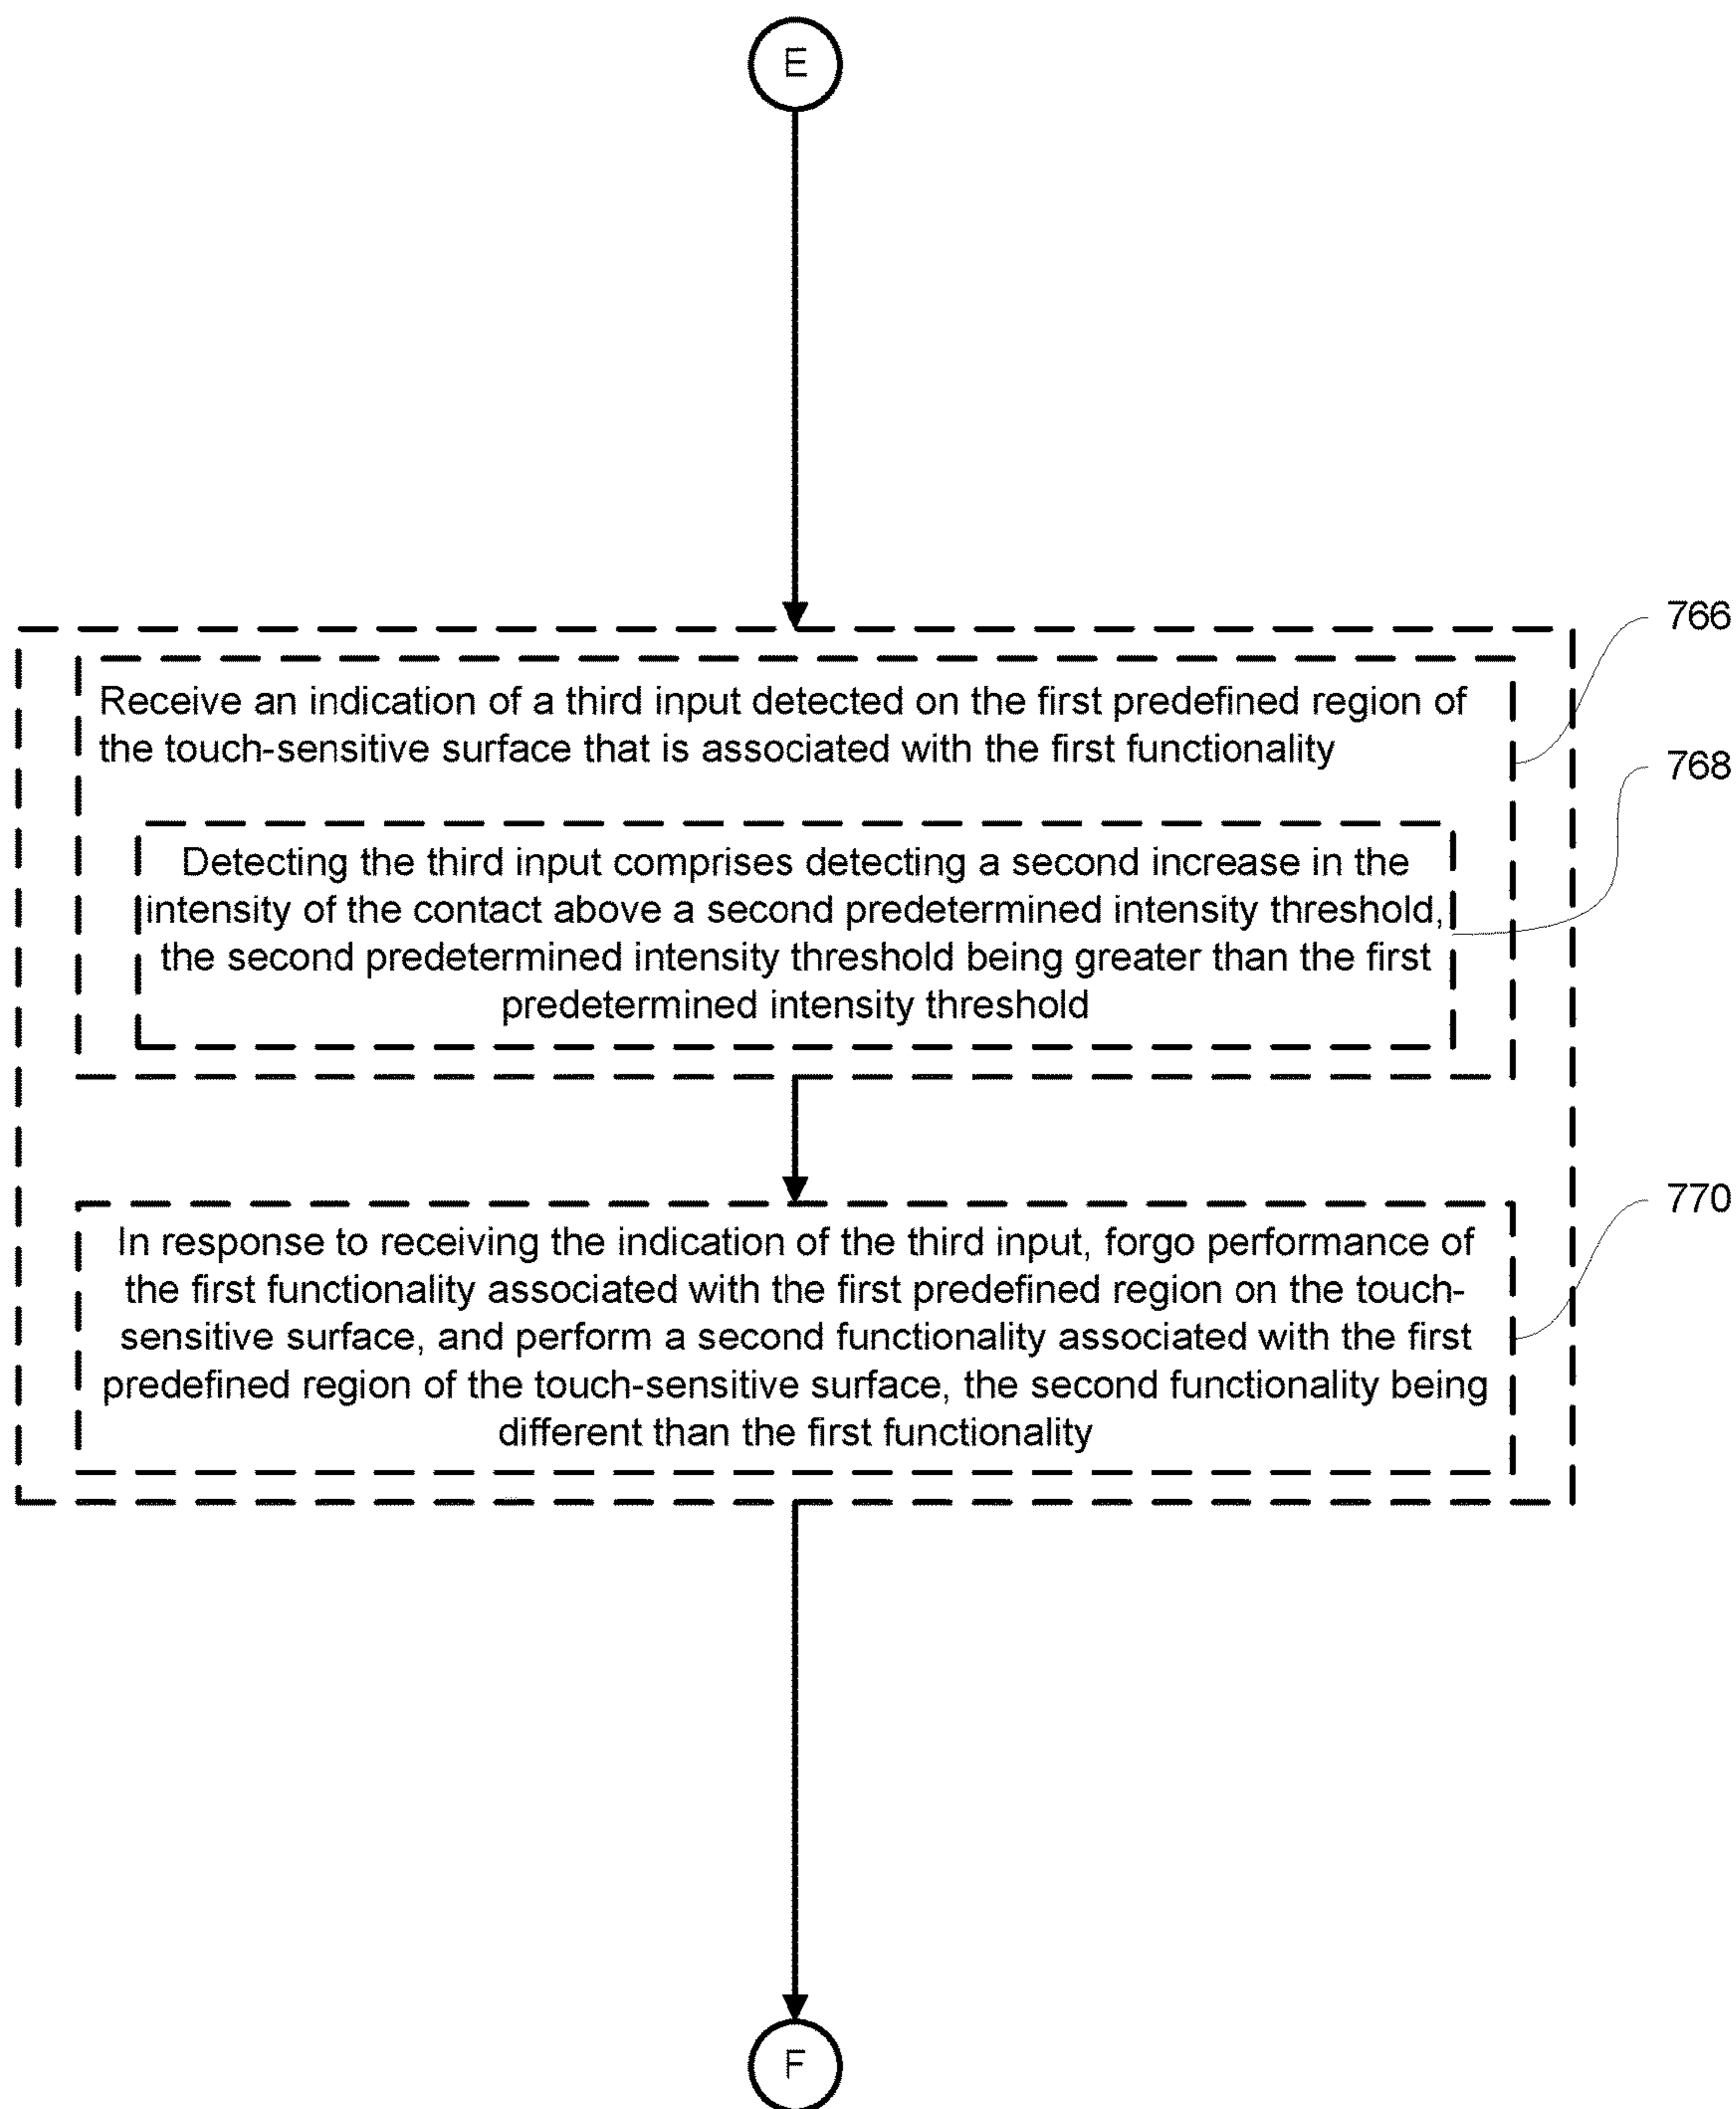 E
766
Receive an indication of a third input detected on the first predefined region of
the touch-sensitive surface that is associated with the first functionality
768
Detecting the third input comprises detecting a second increase in the
intensity of the contact above a second predetermined intensity threshold,
the second predetermined intensity threshold being greater than the first
predetermined intensity threshold
770
In response to receiving the indication of the third input, forgo performance of
the first functionality associated with the first predefined region on the touch-
sensitive surface, and perform a second functionality associated with the first
predefined region of the touch-sensitive surface, the second functionality being
different than the first functionality
F